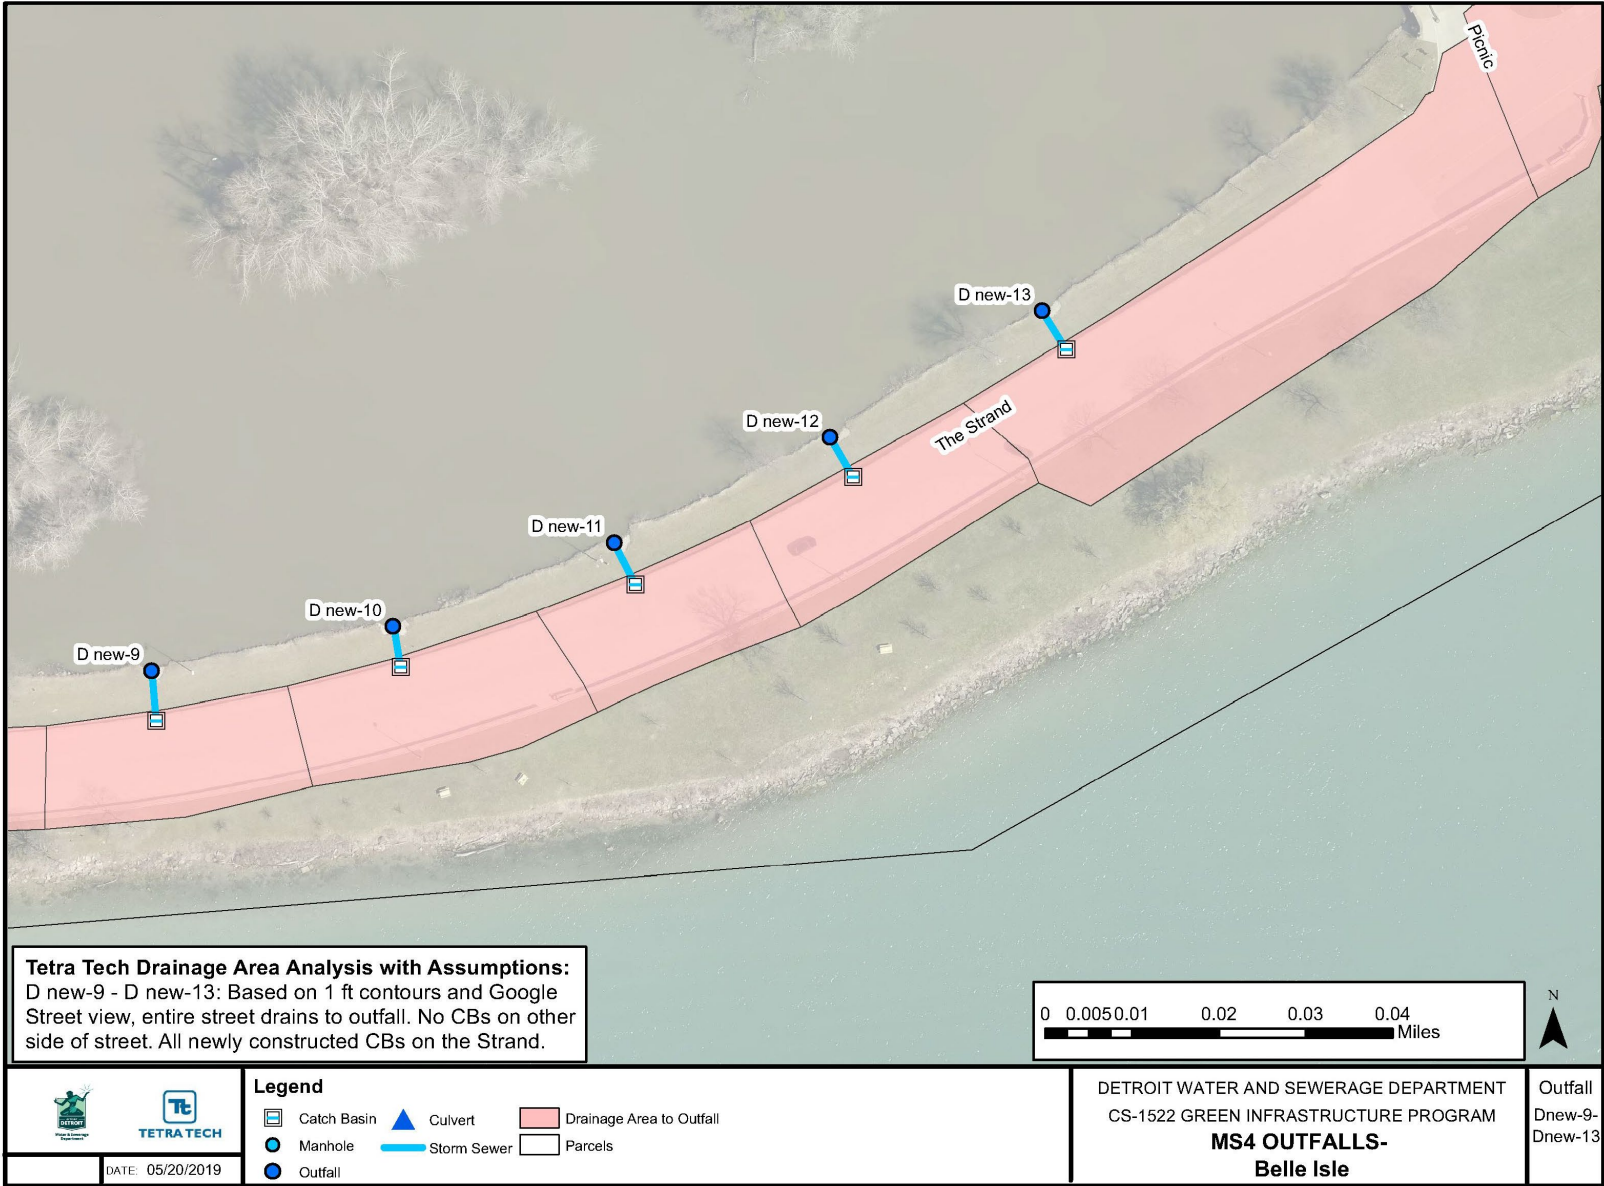 Picnic
D new-13
D new-12
The Strand
D new-11
D new-10
D new-9
Tetra Tech Drainage Area Analysis with Assumptions:
D new-9 - D new-13: Based on 1 ft contours and Google
Street view, entire street drains to outfall. No CBs on other
side of street. All newly constructed CBs on the Strand.
0 0.005 0.01 0.02 0.03 0.04
Miles
N
DETROIT
Water & Sewerage
Department
Tt
TETRA TECH
DATE: 05/20/2019
Legend
Catch Basin
Culvert
Drainage Area to Outfall
Manhole
Storm Sewer
Parcels
Outfall
DETROIT WATER AND SEWERAGE DEPARTMENT
CS-1522 GREEN INFRASTRUCTURE PROGRAM
MS4 OUTFALLS-
Belle Isle
Outfall
Dnew-9-
Dnew-13